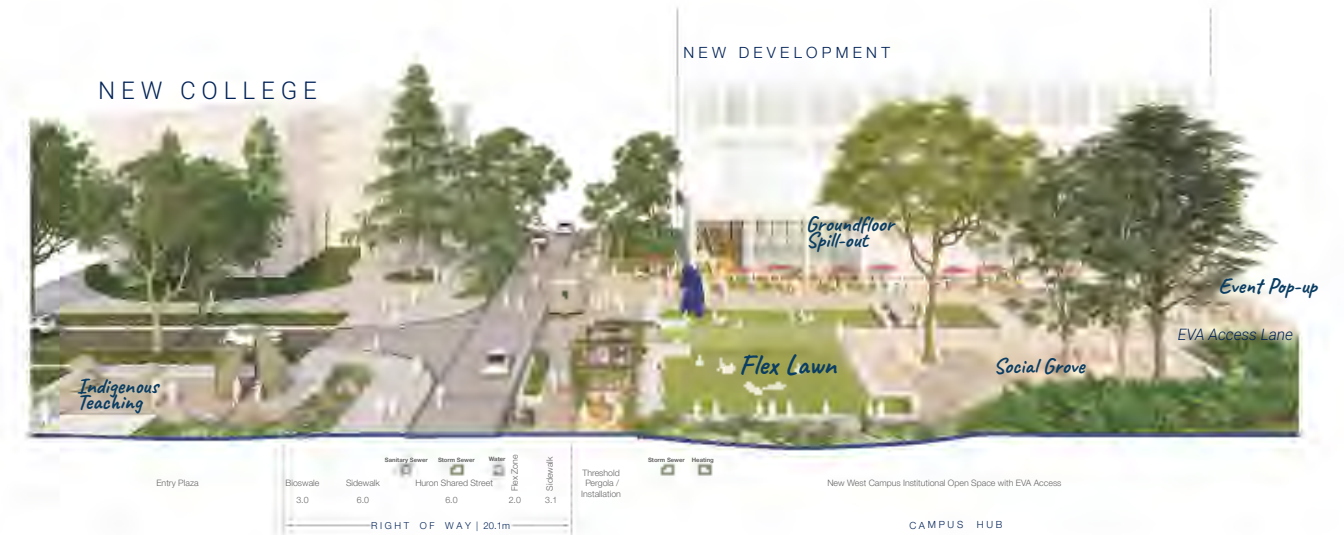 NEW DEVELOPMENT
NEW COLLEGE
Groundfloor
Spill-out
Event Pop-up
EVA Access Lane
Flex Lawn
Social Grove
Indigenous
Teaching
Sanitary Sewer
Storm Sewer
Water
Storm Sewer
Heating
Entry Plaza
Bioswale
3.0
Sidewalk
6.0
Huron Shared Street
6.0
Flex Zone
2.0
Sidewalk
3.1
Threshold
Pergola /
Installation
New West Campus Institutional Open Space with EVA Access
RIGHT OF WAY | 20.1m
CAMPUS HUB